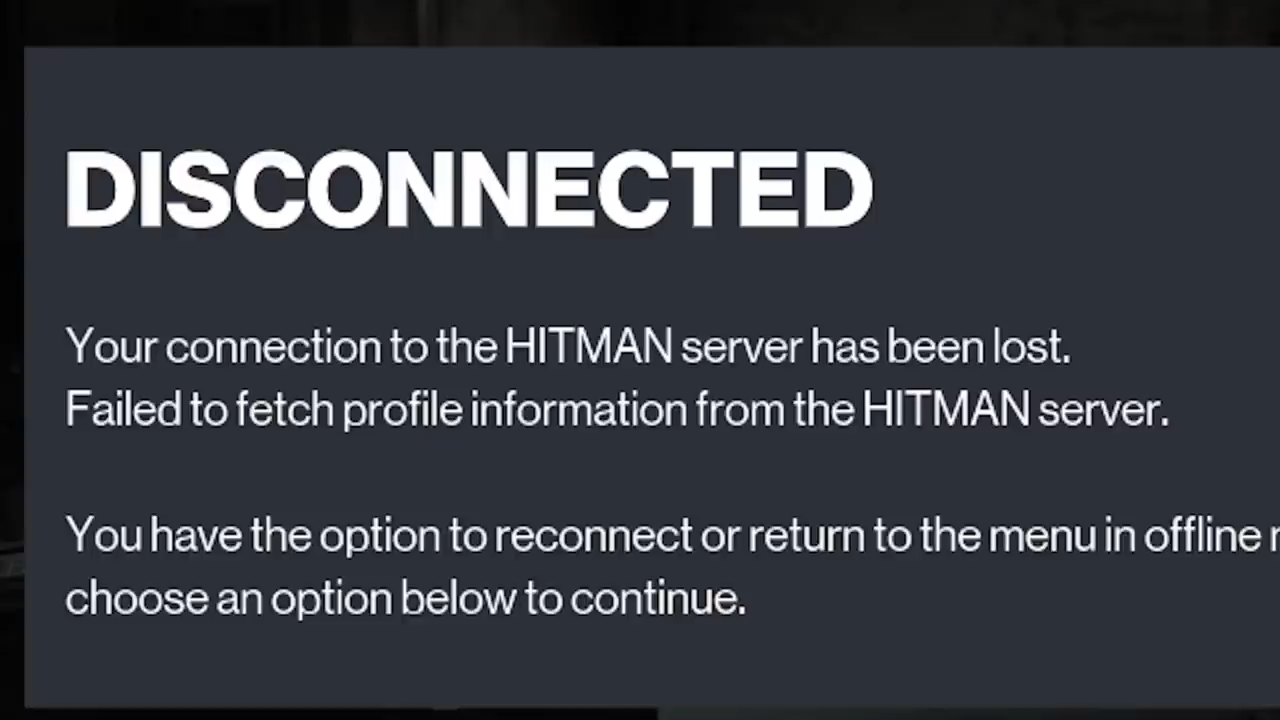 DISCONNECTED
Your connection to the HITMAN server has been lost.
Failed to fetch profile information from the HITMAN server.
You have the option to reconnect or return to the menu in offline
choose an option below to continue.